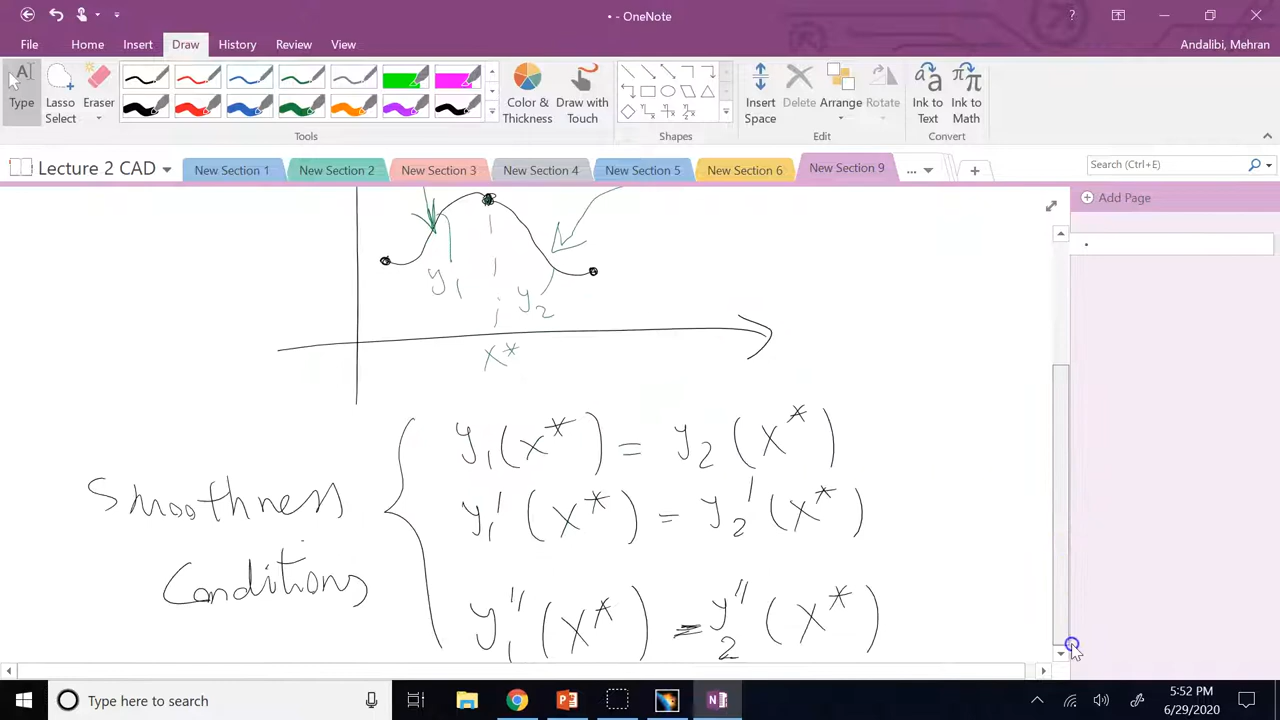 • - OneNote
File Home Insert Draw History Review View
Andalibi, Mehran
Type
Lasso Select
Eraser
Color & Thickness
Draw with Touch
Insert Space
Delete
Arrange
Rotate
Ink to Text
Ink to Math
Tools
Shapes
Edit
Convert
Lecture 2 CAD
New Section 1
New Section 2
New Section 3
New Section 4
New Section 5
New Section 6
New Section 9
...
Search (Ctrl+E)
Add Page
y1
y2
x*
Smoothness
Conditions
y1(x*) = y2(x*)
y1'(x*) = y2'(x*)
y1''(x*) = y2''(x*)
Type here to search
5:52 PM
6/29/2020